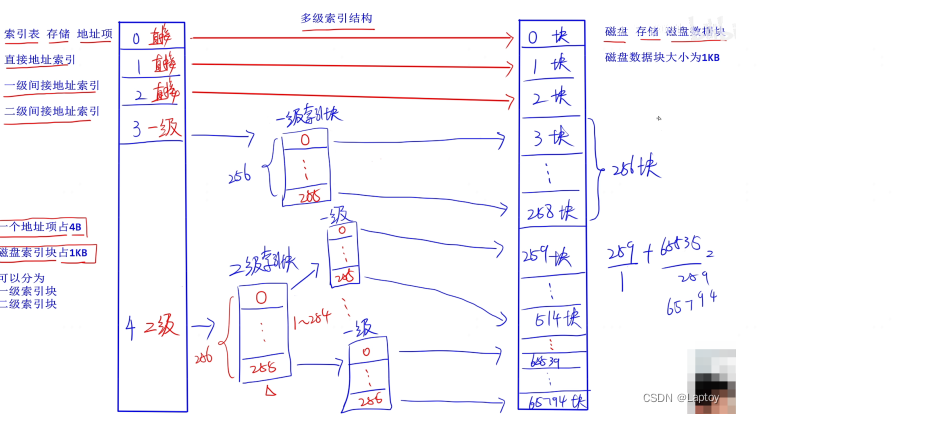 多级索引结构
索引表 存储 地址项
直接地址索引
一级间接地址索引
二级间接地址索引
一个地址项占4B
磁盘索引块占1KB
可以分为
一级索引块
二级索引块
0 直接
1 直接
2 直接
3 一级
4 二级
一级索引块
256
0
255
二级索引块
256
0
255
1~254
一级
0
255
一级
0
256
0 块
1 块
2 块
3 块
258 块
259 块
514 块
65539
65794 块
磁盘 存储 磁盘数据块
磁盘数据块大小为1KB
256块
259 + 65535
1
2
259
65794
CSDN @Laptoy